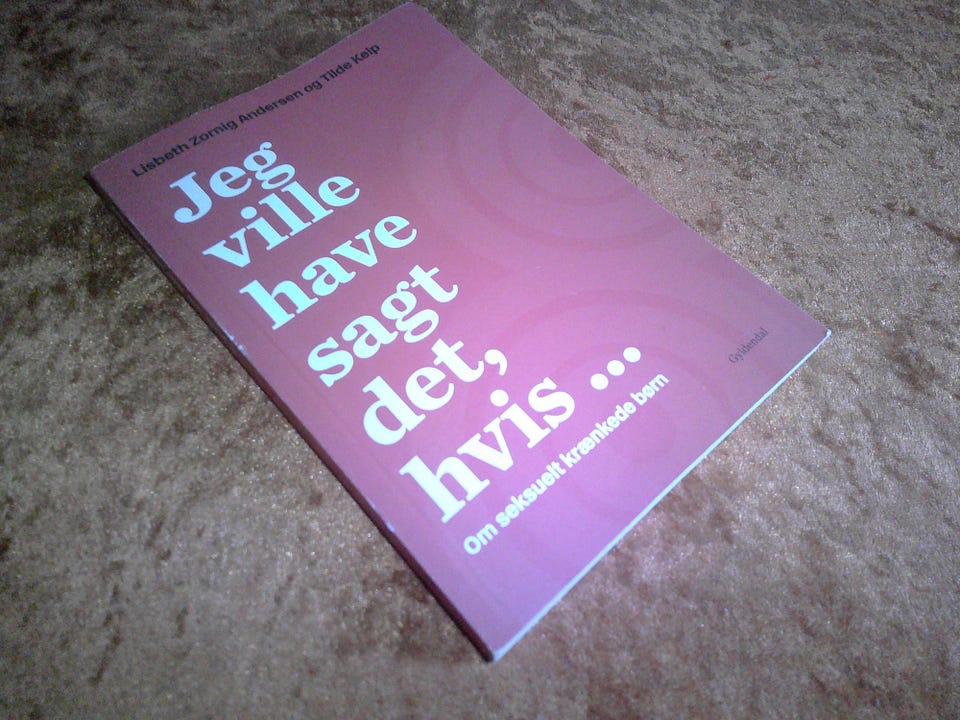 Lisbeth Zornig Andersen og Tilde Kelp
Jeg
ville
have
sagt
det,
hvis ...
Om seksuelt krænkede børn
Gyldendal